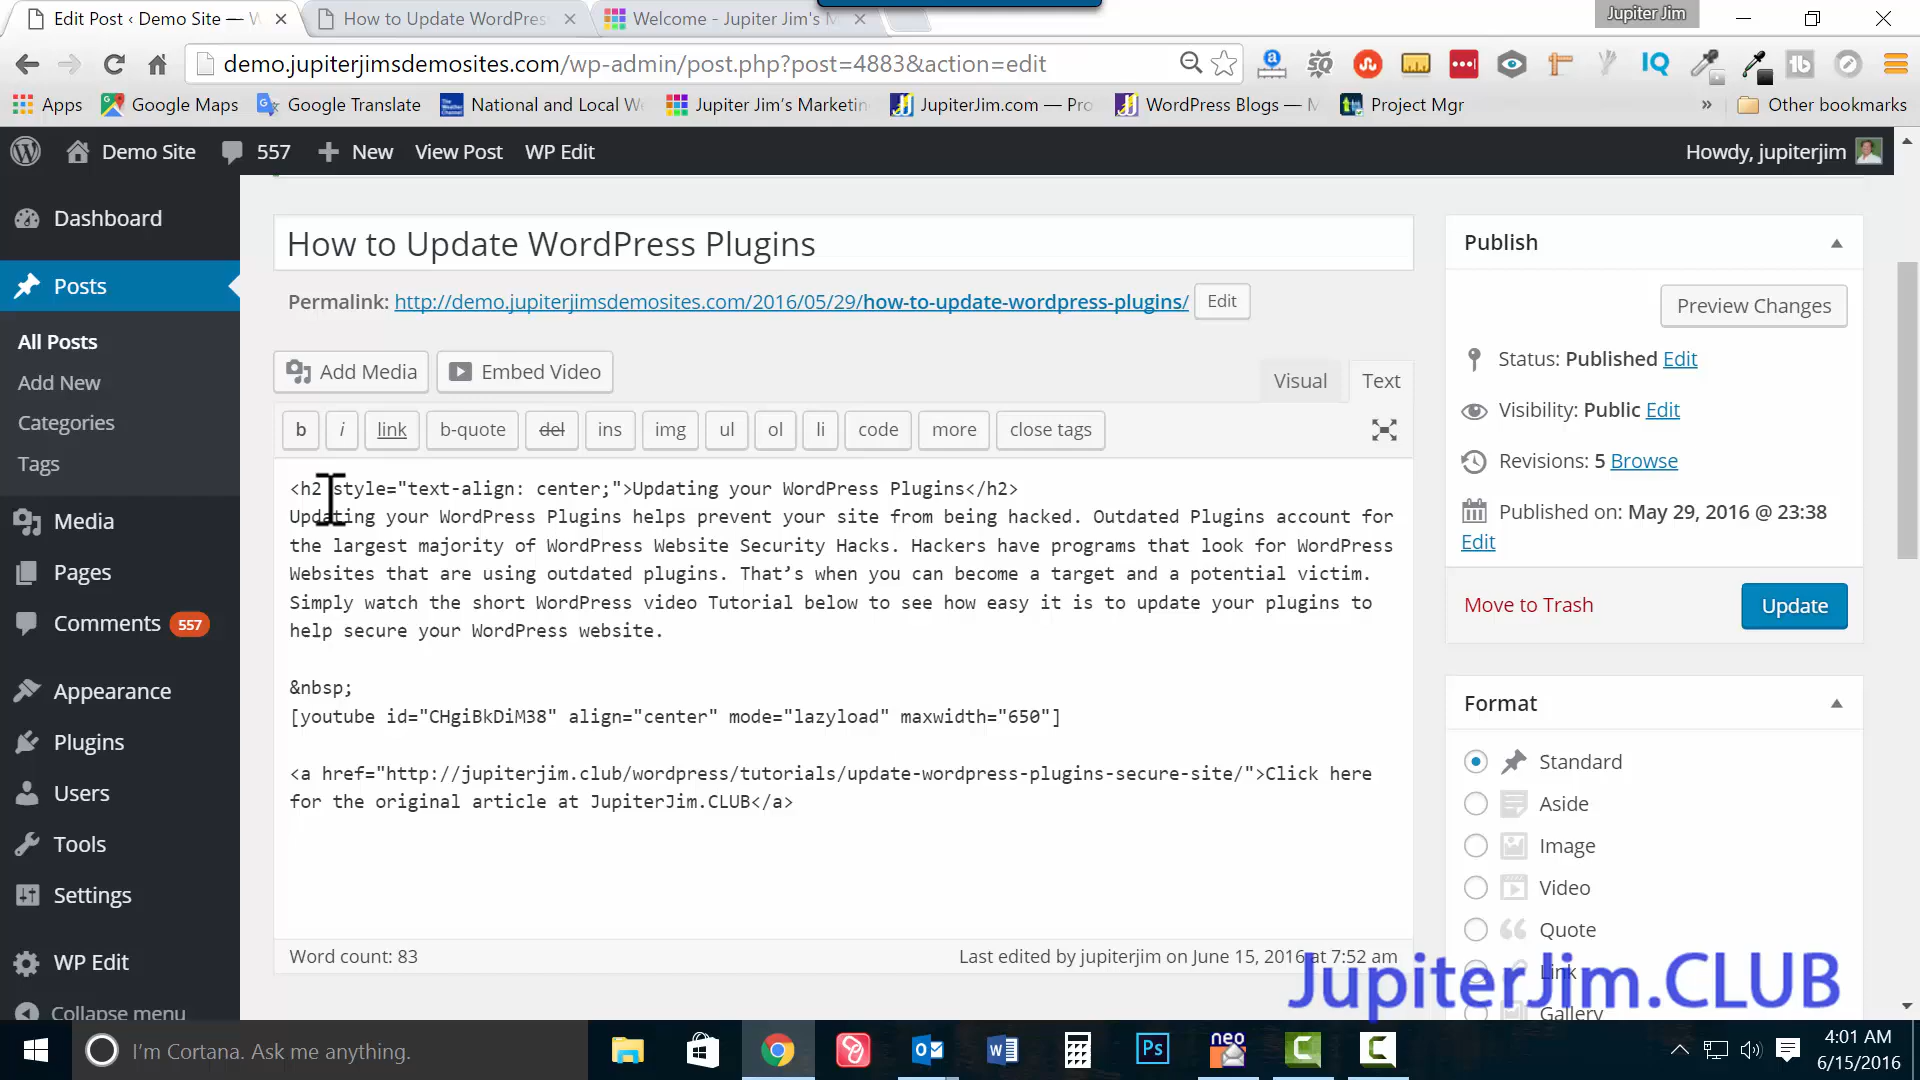 Edit Post ‹ Demo Site — W
How to Update WordPres
Welcome - Jupiter Jim's M
Jupiter Jim
demo.jupiterjimsdemosites.com/wp-admin/post.php?post=4883&action=edit
Apps
Google Maps
Google Translate
National and Local W
Jupiter Jim's Marketin
JupiterJim.com — Pro
WordPress Blogs — M
Project Mgr
»
Other bookmarks
Demo Site
557
New
View Post
WP Edit
Howdy, jupiterjim
Dashboard
Posts
All Posts
Add New
Categories
Tags
Media
Pages
Comments 557
Appearance
Plugins
Users
Tools
Settings
WP Edit
Collapse menu
How to Update WordPress Plugins
Permalink: http://demo.jupiterjimsdemosites.com/2016/05/29/how-to-update-wordpress-plugins/ Edit
Add Media
Embed Video
Visual
Text
b
i
link
b-quote
del
ins
img
ul
ol
li
code
more
close tags
<h2 style="text-align: center;">Updating your WordPress Plugins</h2>
Updating your WordPress Plugins helps prevent your site from being hacked. Outdated Plugins account for
the largest majority of WordPress Website Security Hacks. Hackers have programs that look for WordPress
Websites that are using outdated plugins. That’s when you can become a target and a potential victim.
Simply watch the short WordPress video Tutorial below to see how easy it is to update your plugins to
help secure your WordPress website.
&nbsp;
[youtube id="CHgiBkDiM38" align="center" mode="lazyload" maxwidth="650"]
<a href="http://jupiterjim.club/wordpress/tutorials/update-wordpress-plugins-secure-site/">Click here
for the original article at JupiterJim.CLUB</a>
Word count: 83
Last edited by jupiterjim on June 15, 2016 at 7:52 am
Publish
Preview Changes
Status: Published Edit
Visibility: Public Edit
Revisions: 5 Browse
Published on: May 29, 2016 @ 23:38
Edit
Move to Trash
Update
Format
Standard
Aside
Image
Video
Quote
Link
Gallery
JupiterJim.CLUB
I'm Cortana. Ask me anything.
Ps
neo
4:01 AM
6/15/2016